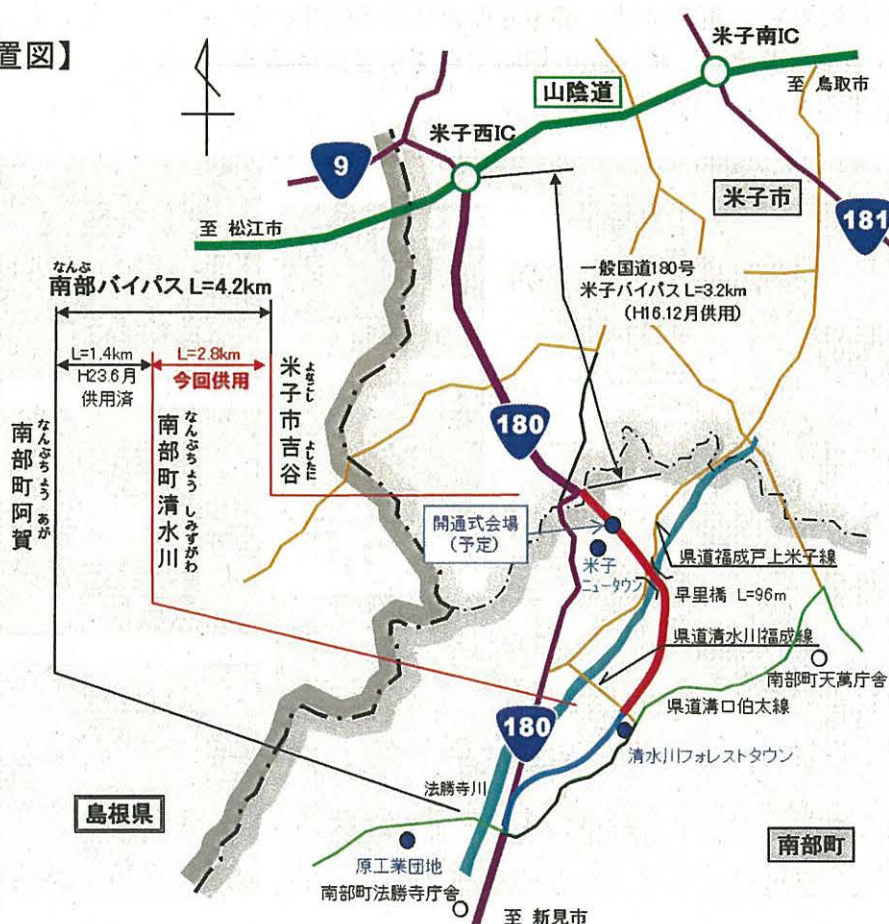 置図】
米子南IC
山陰道
至 鳥取市
米子西IC
9
米子市
至 松江市
181
一般国道180号
米子バイパス L=3.2km
（H16.12月供用）
なんぶ
南部バイパス L=4.2km
L=1.4km
H23.6月
供用済
L=2.8km
今回供用
よなごし よしたに
米子市吉谷
なんぶちょう しみずがわ
南部町清水川
なんぶちょう あが
南部町阿賀
180
開通式会場
（予定）
米子
ニュータウン
県道福成戸上米子線
早里橋 L=96m
県道清水川福成線
南部町天萬庁舎
県道溝口伯太線
180
清水川フォレストタウン
法勝寺川
島根県
南部町
原工業団地
南部町法勝寺庁舎
至 新見市